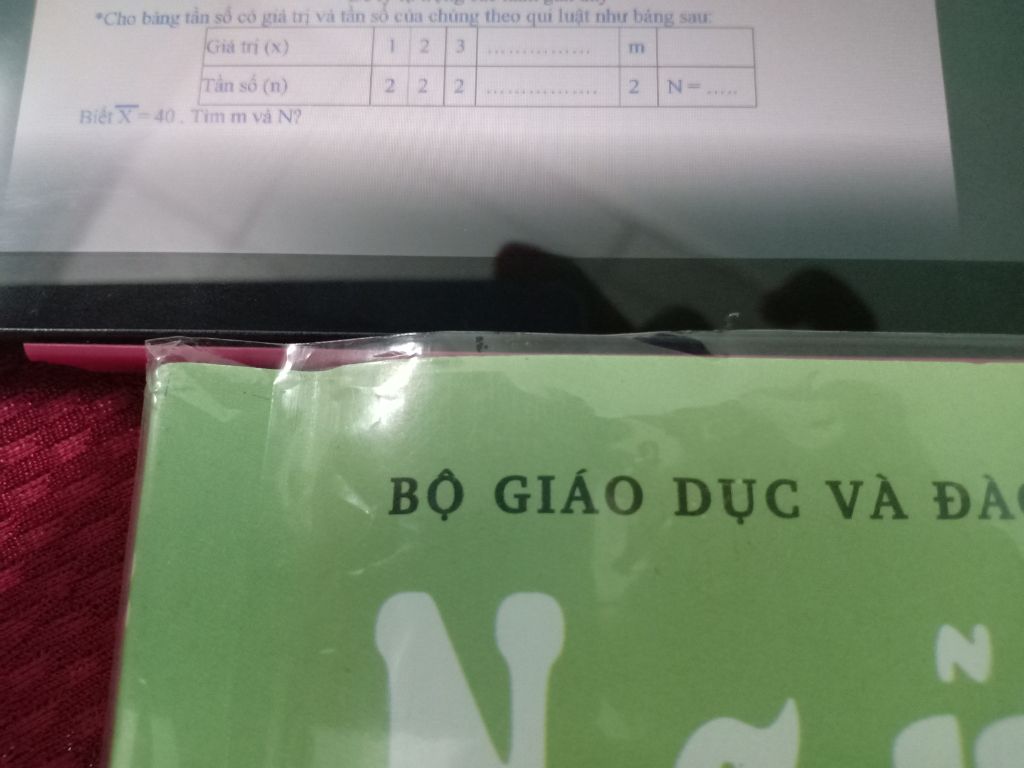 *Cho bảng tần số có giá trị và tần số của chúng theo qui luật như bảng sau:
Giá trị (x) 1 2 3 ................ m
Tần số (n) 2 2 2 ................. 2 N = .....
Biết X̅ = 40 . Tìm m và N?
BỘ GIÁO DỤC VÀ ĐÀO